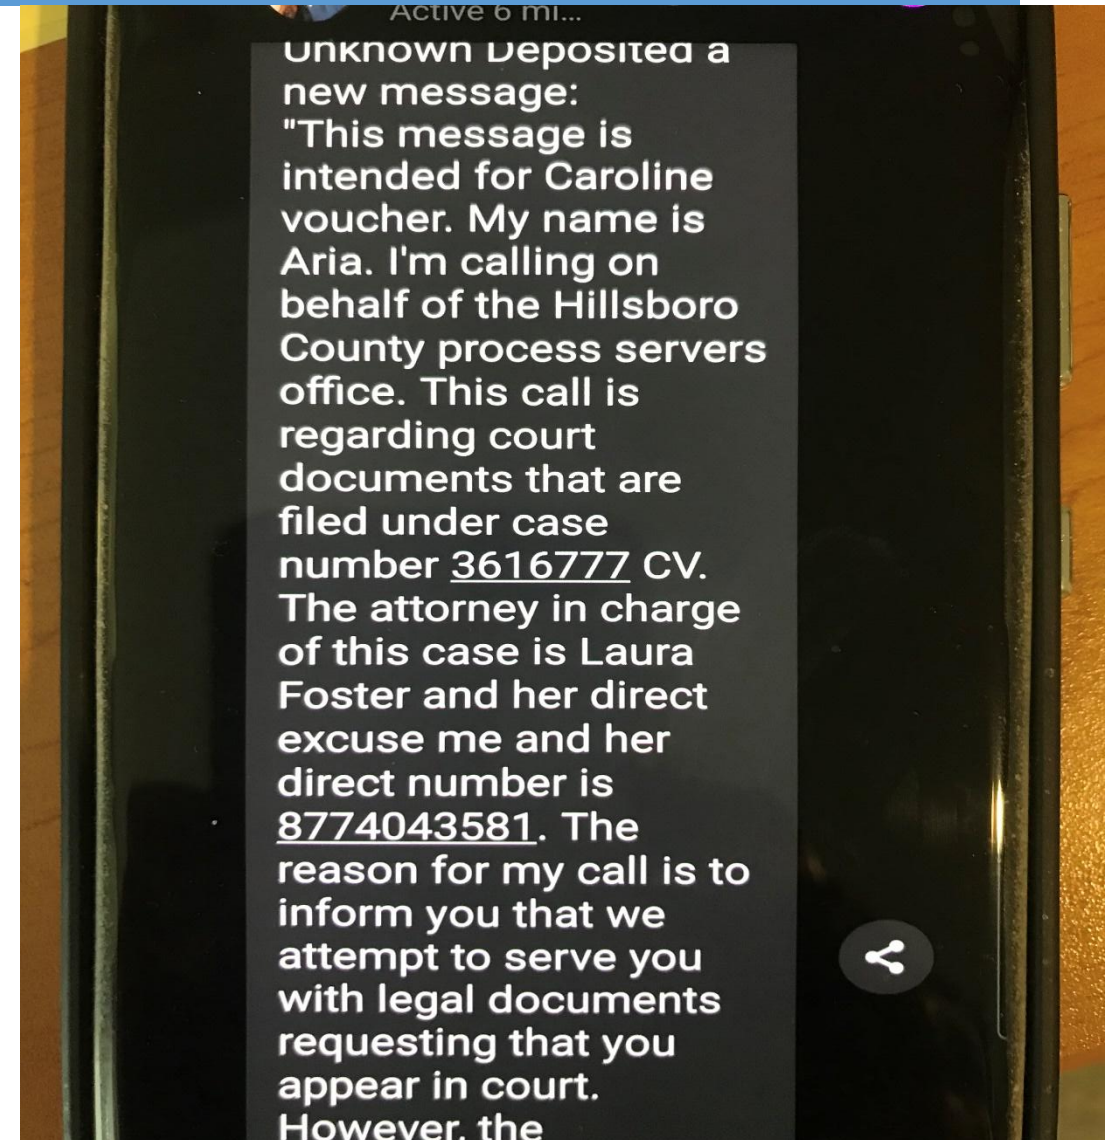 Active 6 mi...
Unknown Deposited a
new message:
"This message is
intended for Caroline
voucher. My name is
Aria. I'm calling on
behalf of the Hillsboro
County process servers
office. This call is
regarding court
documents that are
filed under case
number 3616777 CV.
The attorney in charge
of this case is Laura
Foster and her direct
excuse me and her
direct number is
8774043581. The
reason for my call is to
inform you that we
attempt to serve you
with legal documents
requesting that you
appear in court.
However, the